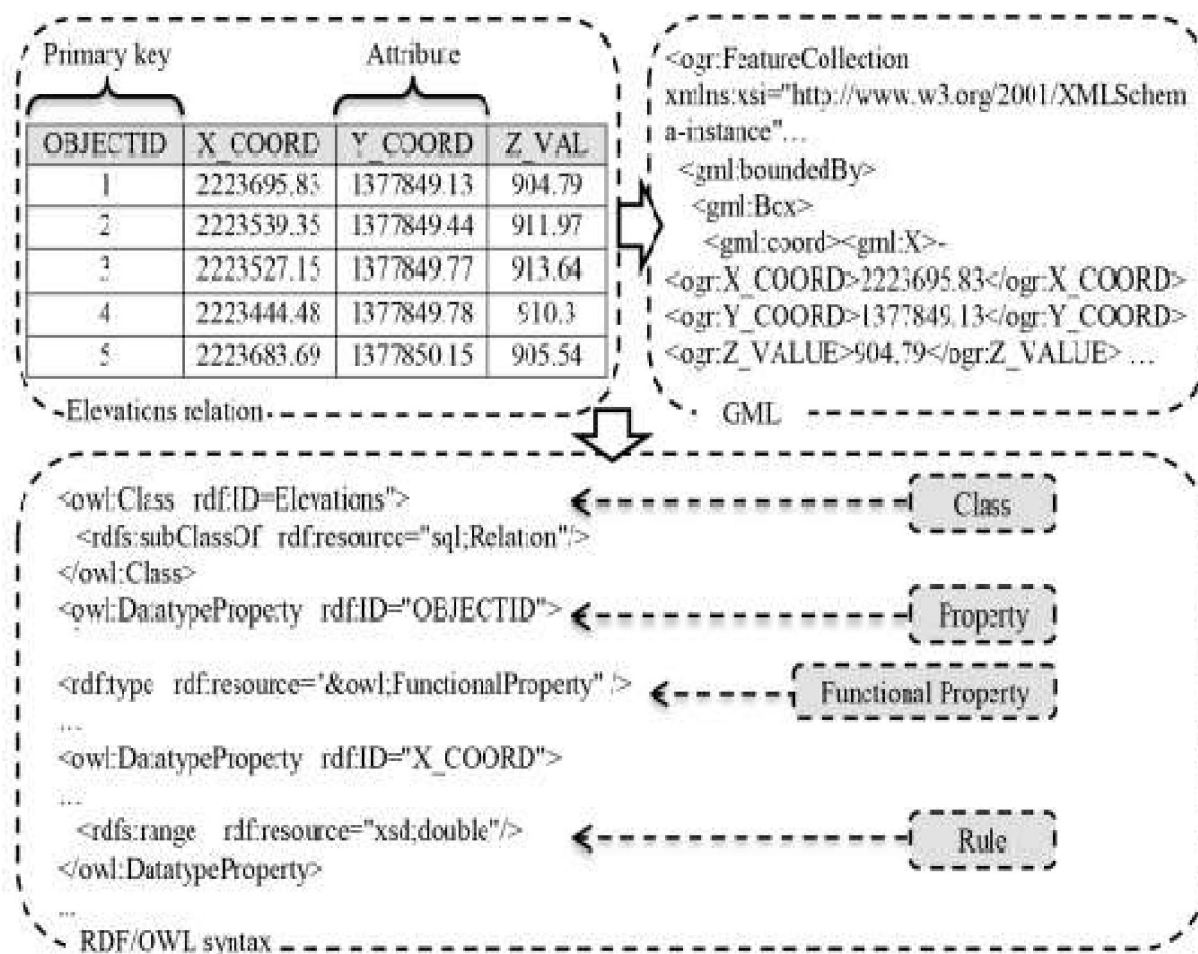 Primary key Attribute
OBJECTID X_COORD Y_COORD Z_VAL
1 2223695.83 1377849.13 904.79
2 2223539.35 1377849.44 911.97
3 2223527.15 1377849.77 913.64
4 2223444.48 1377849.78 910.3
5 2223683.69 1377850.15 905.54
Elevations relation
<ogr:FeatureCollection
xmlns:xsi="http://www.w3.org/2001/XMLSchem
a-instance"...
<gml:boundedBy>
<gml:Box>
<gml:coord><gml:X>-
<ogr:X_COORD>2223695.83</ogr:X_COORD>
<ogr:Y_COORD>1377849.13</ogr:Y_COORD>
<ogr:Z_VALUE>904.79</ogr:Z_VALUE> ...
GML
<owl:Class rdf:ID=Elevations">
Class
<rdfs:subClassOf rdf:resource="sql;Relation"/>
</owl:Class>
<owl:DatatypeProperty rdf:ID="OBJECTID">
Property
<rdf:type rdf:resource="&owl;FunctionalProperty" />
Functional Property
...
<owl:DatatypeProperty rdf:ID="X_COORD">
...
<rdfs:range rdf:resource="xsd;double"/>
Rule
</owl:DatatypeProperty>
...
RDF/OWL syntax